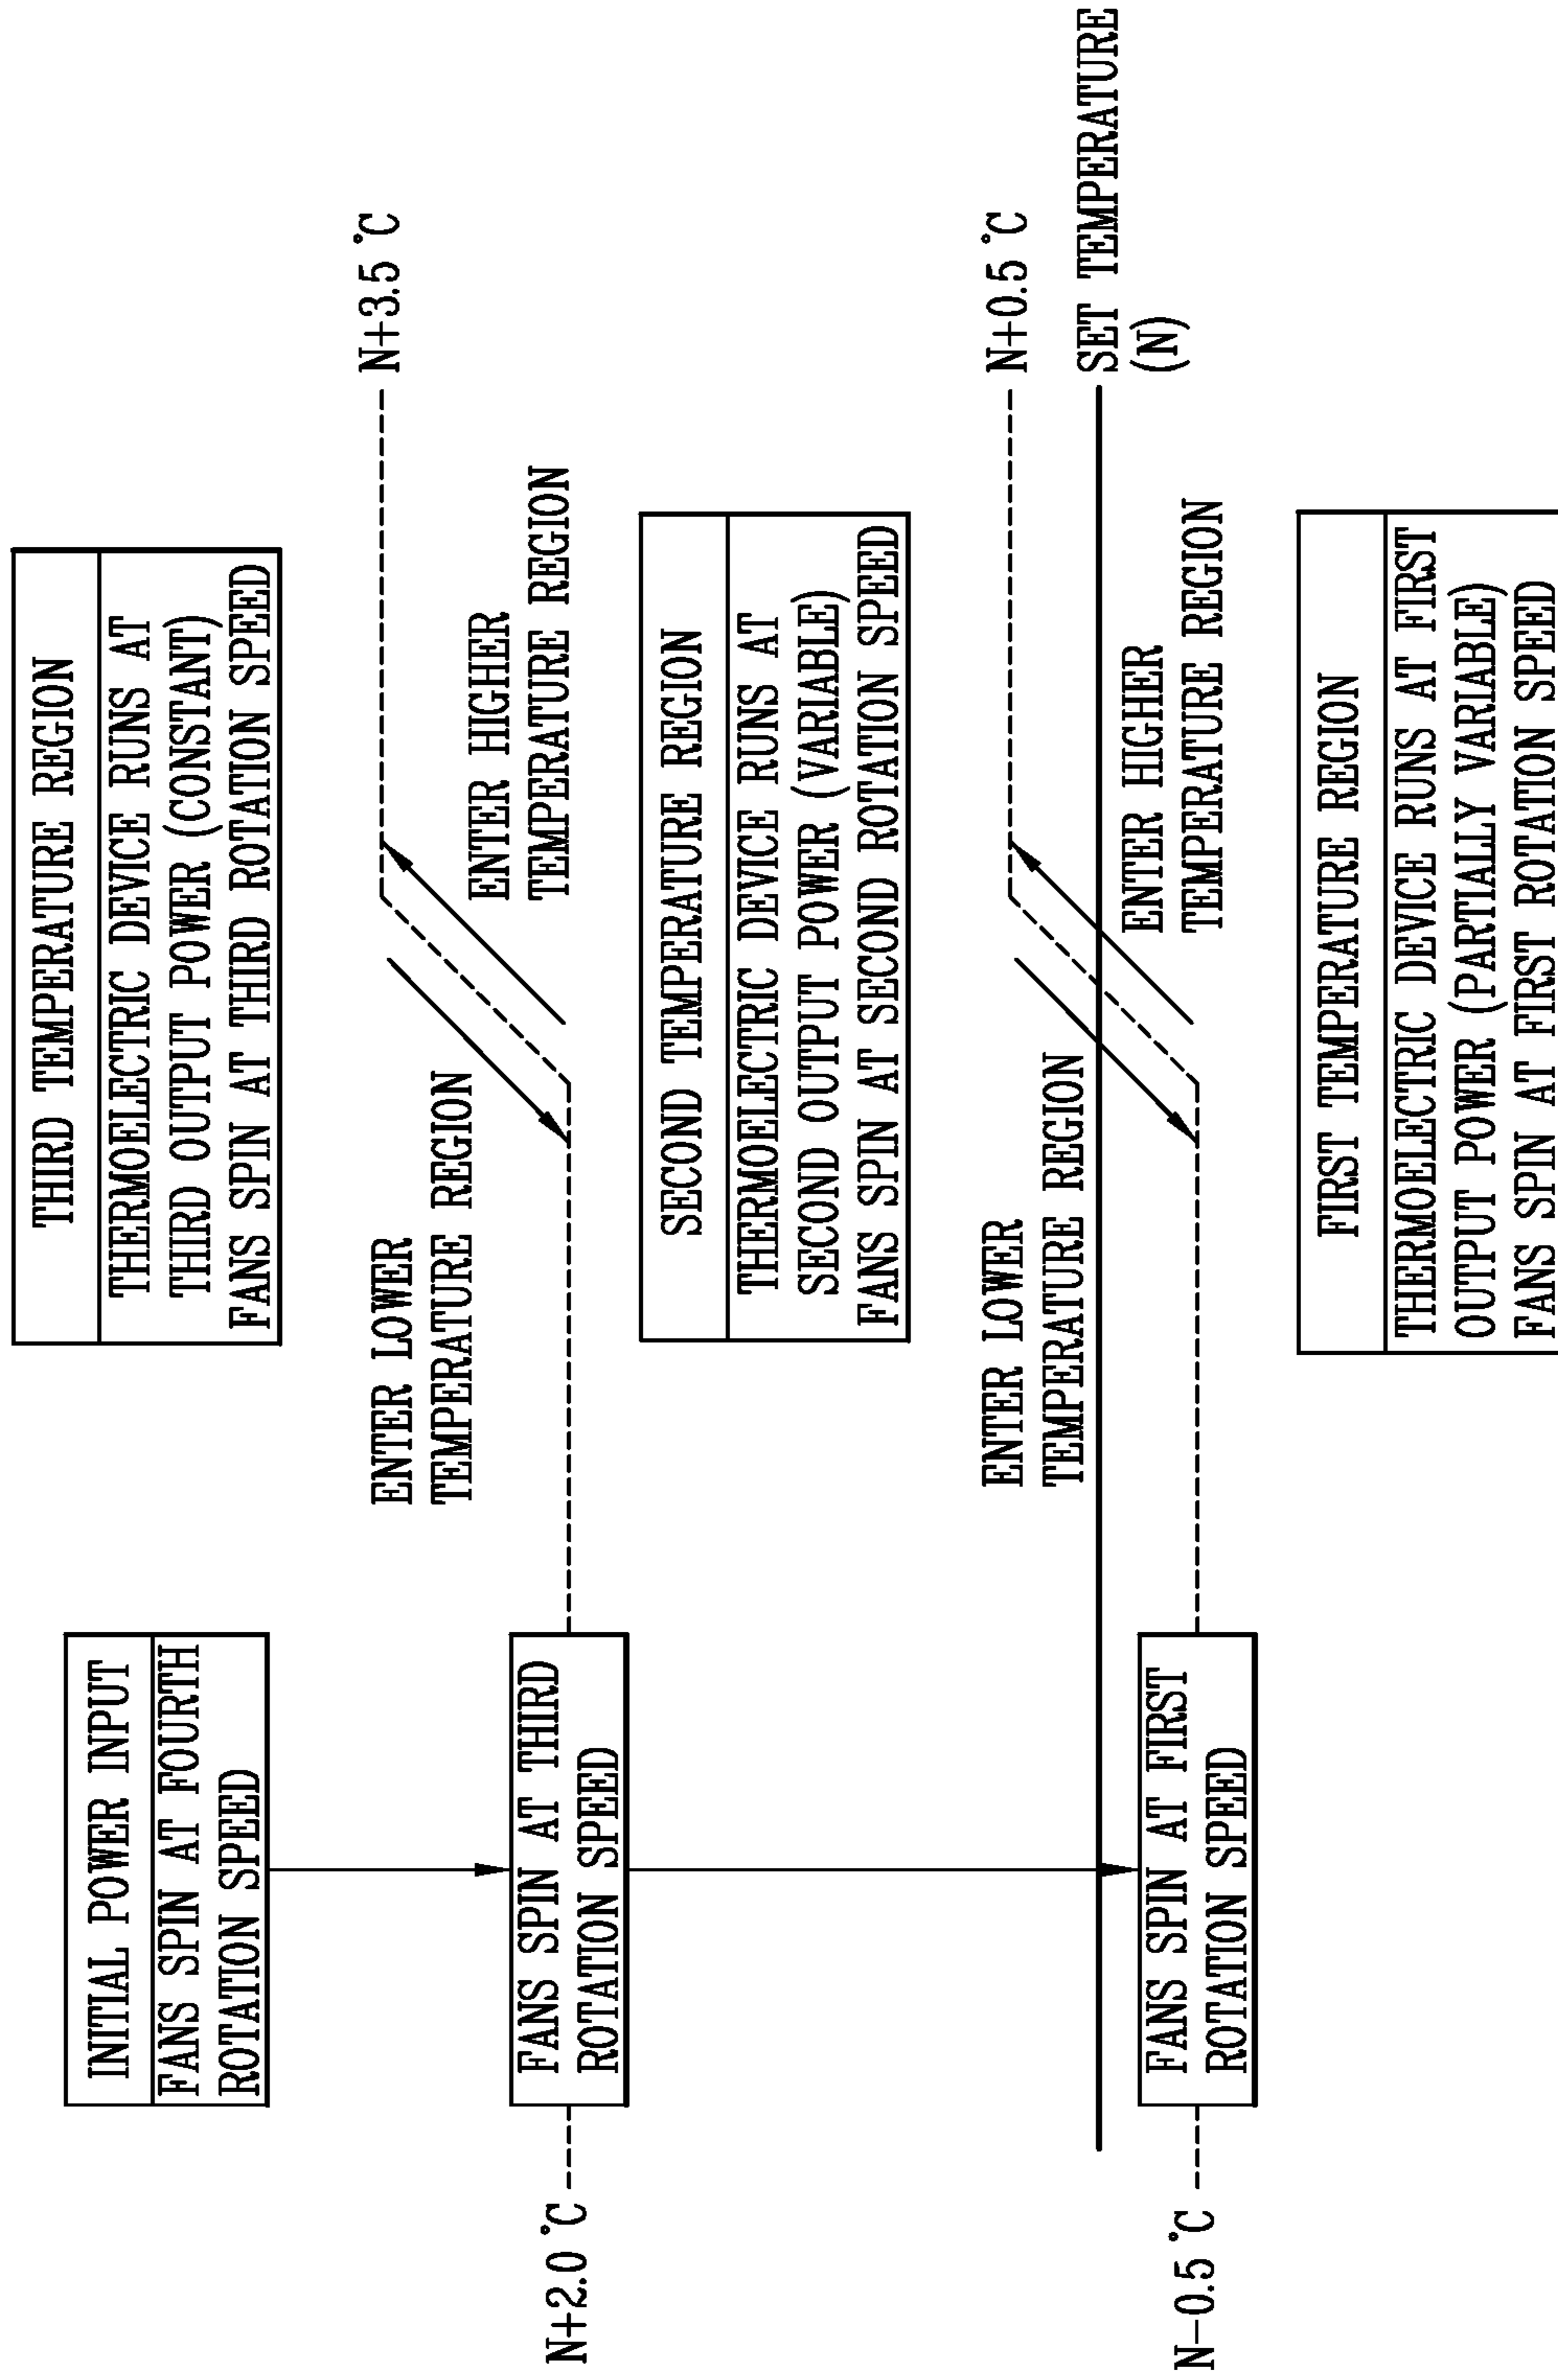 INITIAL POWER INPUT
FANS SPIN AT FOURTH
ROTATION SPEED
THIRD TEMPERATURE REGION
THERMOELECTRIC DEVICE RUNS AT
THIRD OUTPUT POWER (CONSTANT)
FANS SPIN AT THIRD ROTATION SPEED
N+3.5℃
ENTER LOWER
TEMPERATURE REGION
ENTER HIGHER
TEMPERATURE REGION
N+2.0℃
FANS SPIN AT THIRD
ROTATION SPEED
SECOND TEMPERATURE REGION
THERMOELECTRIC DEVICE RUNS AT
SECOND OUTPUT POWER (VARIABLE)
FANS SPIN AT SECOND ROTATION SPEED
N+0.5℃
ENTER LOWER
TEMPERATURE REGION
SET TEMPERATURE
(N)
ENTER HIGHER
TEMPERATURE REGION
N-0.5℃
FANS SPIN AT FIRST
ROTATION SPEED
FIRST TEMPERATURE REGION
THERMOELECTRIC DEVICE RUNS AT FIRST
OUTPUT POWER (PARTIALLY VARIABLE)
FANS SPIN AT FIRST ROTATION SPEED